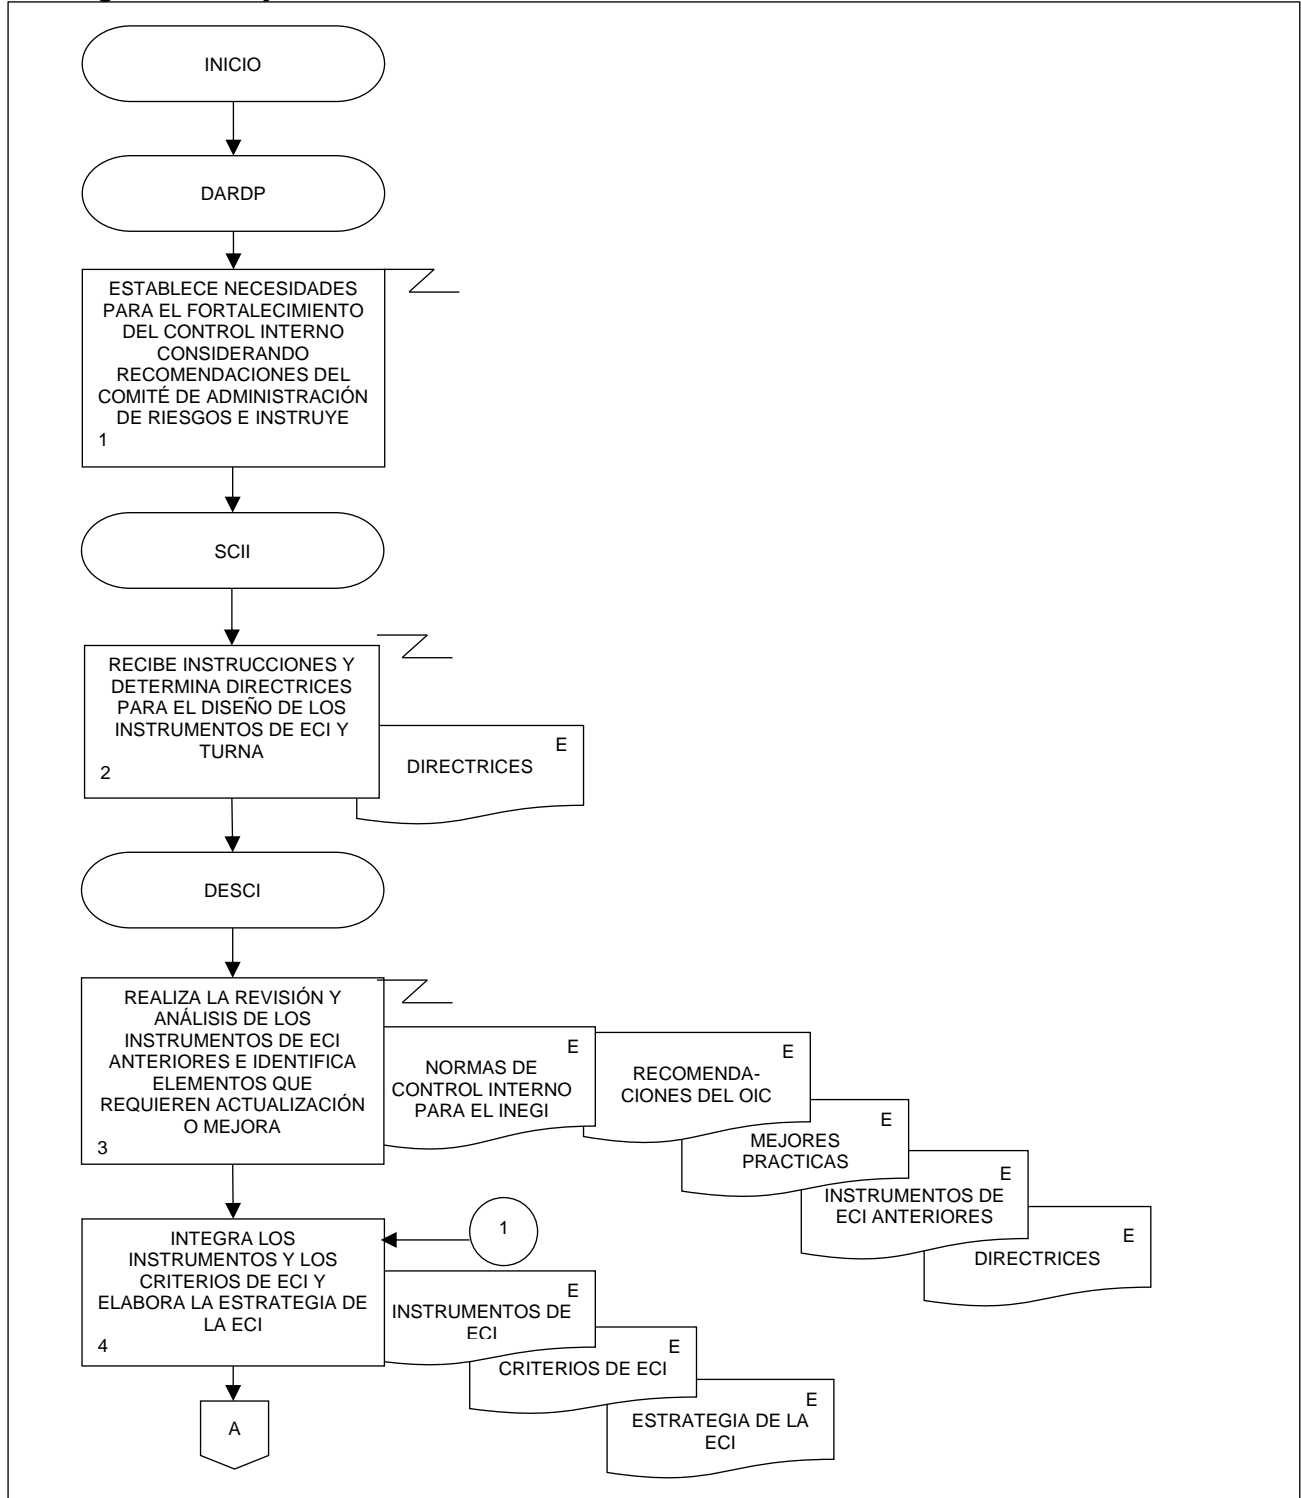 INICIO
DARDP
ESTABLECE NECESIDADES
PARA EL FORTALECIMIENTO
DEL CONTROL INTERNO
CONSIDERANDO
RECOMENDACIONES DEL
COMITÉ DE ADMINISTRACIÓN
DE RIESGOS E INSTRUYE
1
SCII
RECIBE INSTRUCCIONES Y
DETERMINA DIRECTRICES
PARA EL DISEÑO DE LOS
INSTRUMENTOS DE ECI Y
TURNA
2
E
DIRECTRICES
DESCI
REALIZA LA REVISIÓN Y
ANÁLISIS DE LOS
INSTRUMENTOS DE ECI
ANTERIORES E IDENTIFICA
ELEMENTOS QUE
REQUIEREN ACTUALIZACIÓN
O MEJORA
3
E
NORMAS DE
CONTROL INTERNO
PARA EL INEGI
E
RECOMENDA-
CIONES DEL OIC
E
MEJORES
PRACTICAS
E
INSTRUMENTOS DE
ECI ANTERIORES
E
DIRECTRICES
INTEGRA LOS
INSTRUMENTOS Y LOS
CRITERIOS DE ECI Y
ELABORA LA ESTRATEGIA DE
LA ECI
4
1
E
INSTRUMENTOS DE
ECI
E
CRITERIOS DE ECI
E
ESTRATEGIA DE LA
ECI
A